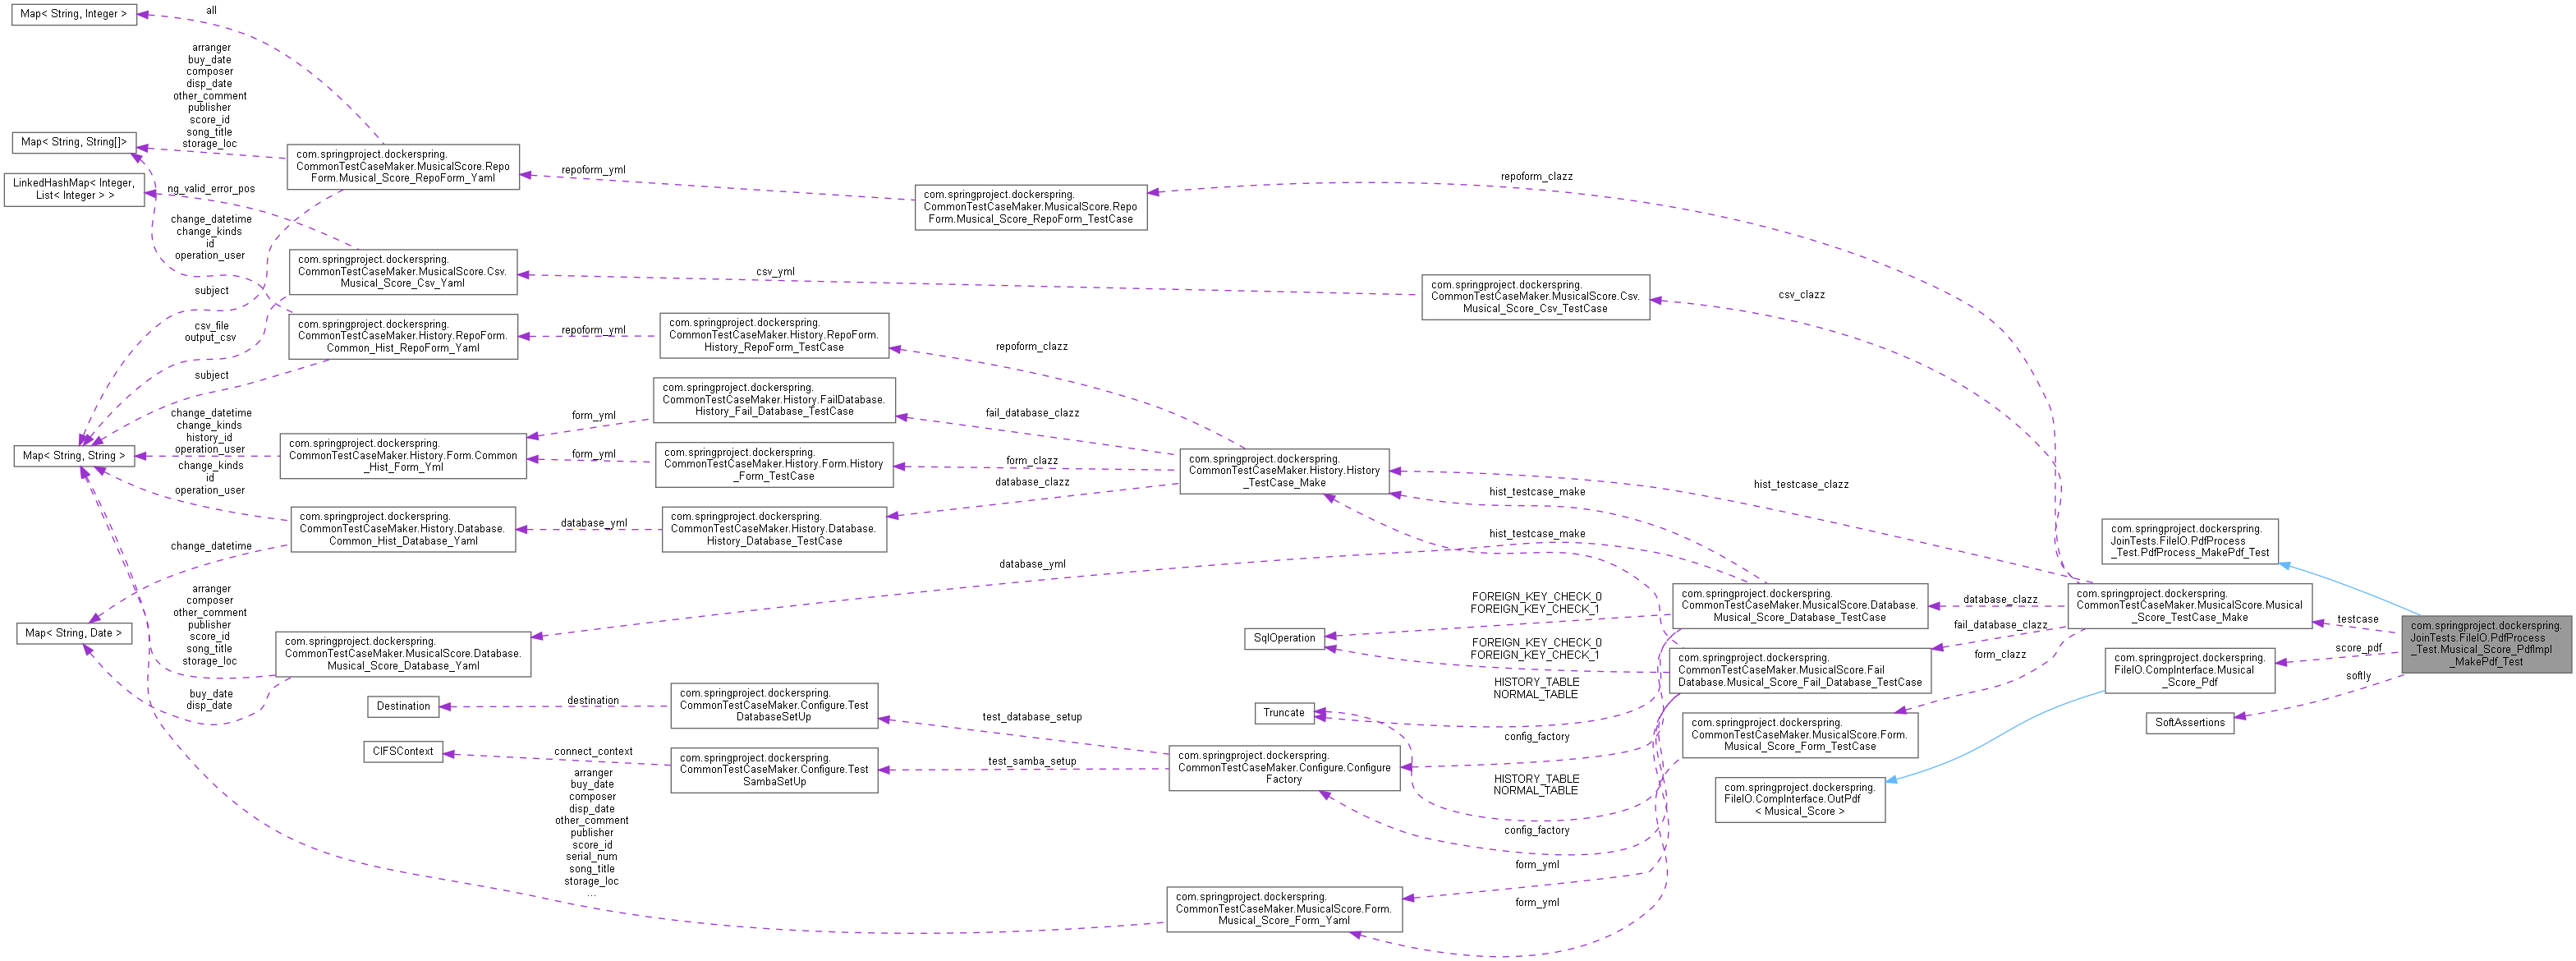 Map< String, Integer >
all
arranger
buy_date
composer
disp_date
other_comment
publisher
score_id
song_title
storage_loc
Map< String, String[]>
LinkedHashMap< Integer,
List< Integer > >
ng_valid_error_pos
change_datetime
change_kinds
id
operation_user
subject
csv_file
output_csv
subject
change_datetime
change_kinds
history_id
operation_user
Map< String, String >
change_kinds
id
operation_user
change_datetime
arranger
composer
other_comment
publisher
score_id
song_title
storage_loc
Map< String, Date >
buy_date
disp_date
com.springproject.dockerspring.
CommonTestCaseMaker.MusicalScore.Repo
Form.Musical_Score_RepoForm_Yaml
com.springproject.dockerspring.
CommonTestCaseMaker.MusicalScore.Csv.
Musical_Score_Csv_Yaml
com.springproject.dockerspring.
CommonTestCaseMaker.History.RepoForm.
Common_Hist_RepoForm_Yaml
com.springproject.dockerspring.
CommonTestCaseMaker.History.Form.Common
_Hist_Form_Yml
com.springproject.dockerspring.
CommonTestCaseMaker.History.Database.
Common_Hist_Database_Yaml
com.springproject.dockerspring.
CommonTestCaseMaker.MusicalScore.Database.
Musical_Score_Database_Yaml
Destination
CIFSContext
repoform_yml
csv_yml
repoform_yml
form_yml
form_yml
database_yml
database_yml
destination
connect_context
arranger
buy_date
composer
disp_date
other_comment
publisher
score_id
serial_num
song_title
storage_loc
...
com.springproject.dockerspring.
CommonTestCaseMaker.MusicalScore.Repo
Form.Musical_Score_RepoForm_TestCase
com.springproject.dockerspring.
CommonTestCaseMaker.History.RepoForm.
History_RepoForm_TestCase
com.springproject.dockerspring.
CommonTestCaseMaker.History.FailDatabase.
History_Fail_Database_TestCase
com.springproject.dockerspring.
CommonTestCaseMaker.History.Form.History
_Form_TestCase
com.springproject.dockerspring.
CommonTestCaseMaker.History.Database.
History_Database_TestCase
com.springproject.dockerspring.
CommonTestCaseMaker.Configure.Test
DatabaseSetUp
com.springproject.dockerspring.
CommonTestCaseMaker.Configure.Test
SambaSetUp
repoform_clazz
fail_database_clazz
form_clazz
database_clazz
test_database_setup
test_samba_setup
com.springproject.dockerspring.
CommonTestCaseMaker.History.History
_TestCase_Make
SqlOperation
Truncate
com.springproject.dockerspring.
CommonTestCaseMaker.Configure.Configure
Factory
com.springproject.dockerspring.
CommonTestCaseMaker.MusicalScore.Form.
Musical_Score_Form_Yaml
repoform_clazz
com.springproject.dockerspring.
CommonTestCaseMaker.MusicalScore.Csv.
Musical_Score_Csv_TestCase
hist_testcase_make
hist_testcase_make
FOREIGN_KEY_CHECK_0
FOREIGN_KEY_CHECK_1
FOREIGN_KEY_CHECK_0
FOREIGN_KEY_CHECK_1
HISTORY_TABLE
NORMAL_TABLE
config_factory
HISTORY_TABLE
NORMAL_TABLE
config_factory
form_yml
form_yml
csv_clazz
hist_testcase_clazz
com.springproject.dockerspring.
CommonTestCaseMaker.MusicalScore.Database.
Musical_Score_Database_TestCase
com.springproject.dockerspring.
CommonTestCaseMaker.MusicalScore.Fail
Database.Musical_Score_Fail_Database_TestCase
com.springproject.dockerspring.
CommonTestCaseMaker.MusicalScore.Form.
Musical_Score_Form_TestCase
com.springproject.dockerspring.
FileIO.CompInterface.OutPdf
< Musical_Score >
database_clazz
fail_database_clazz
form_clazz
com.springproject.dockerspring.
JoinTests.FileIO.PdfProcess
_Test.PdfProcess_MakePdf_Test
com.springproject.dockerspring.
CommonTestCaseMaker.MusicalScore.Musical
_Score_TestCase_Make
com.springproject.dockerspring.
FileIO.CompInterface.Musical
_Score_Pdf
SoftAssertions
testcase
score_pdf
softly
com.springproject.dockerspring.
JoinTests.FileIO.PdfProcess
_Test.Musical_Score_PdfImpl
_MakePdf_Test